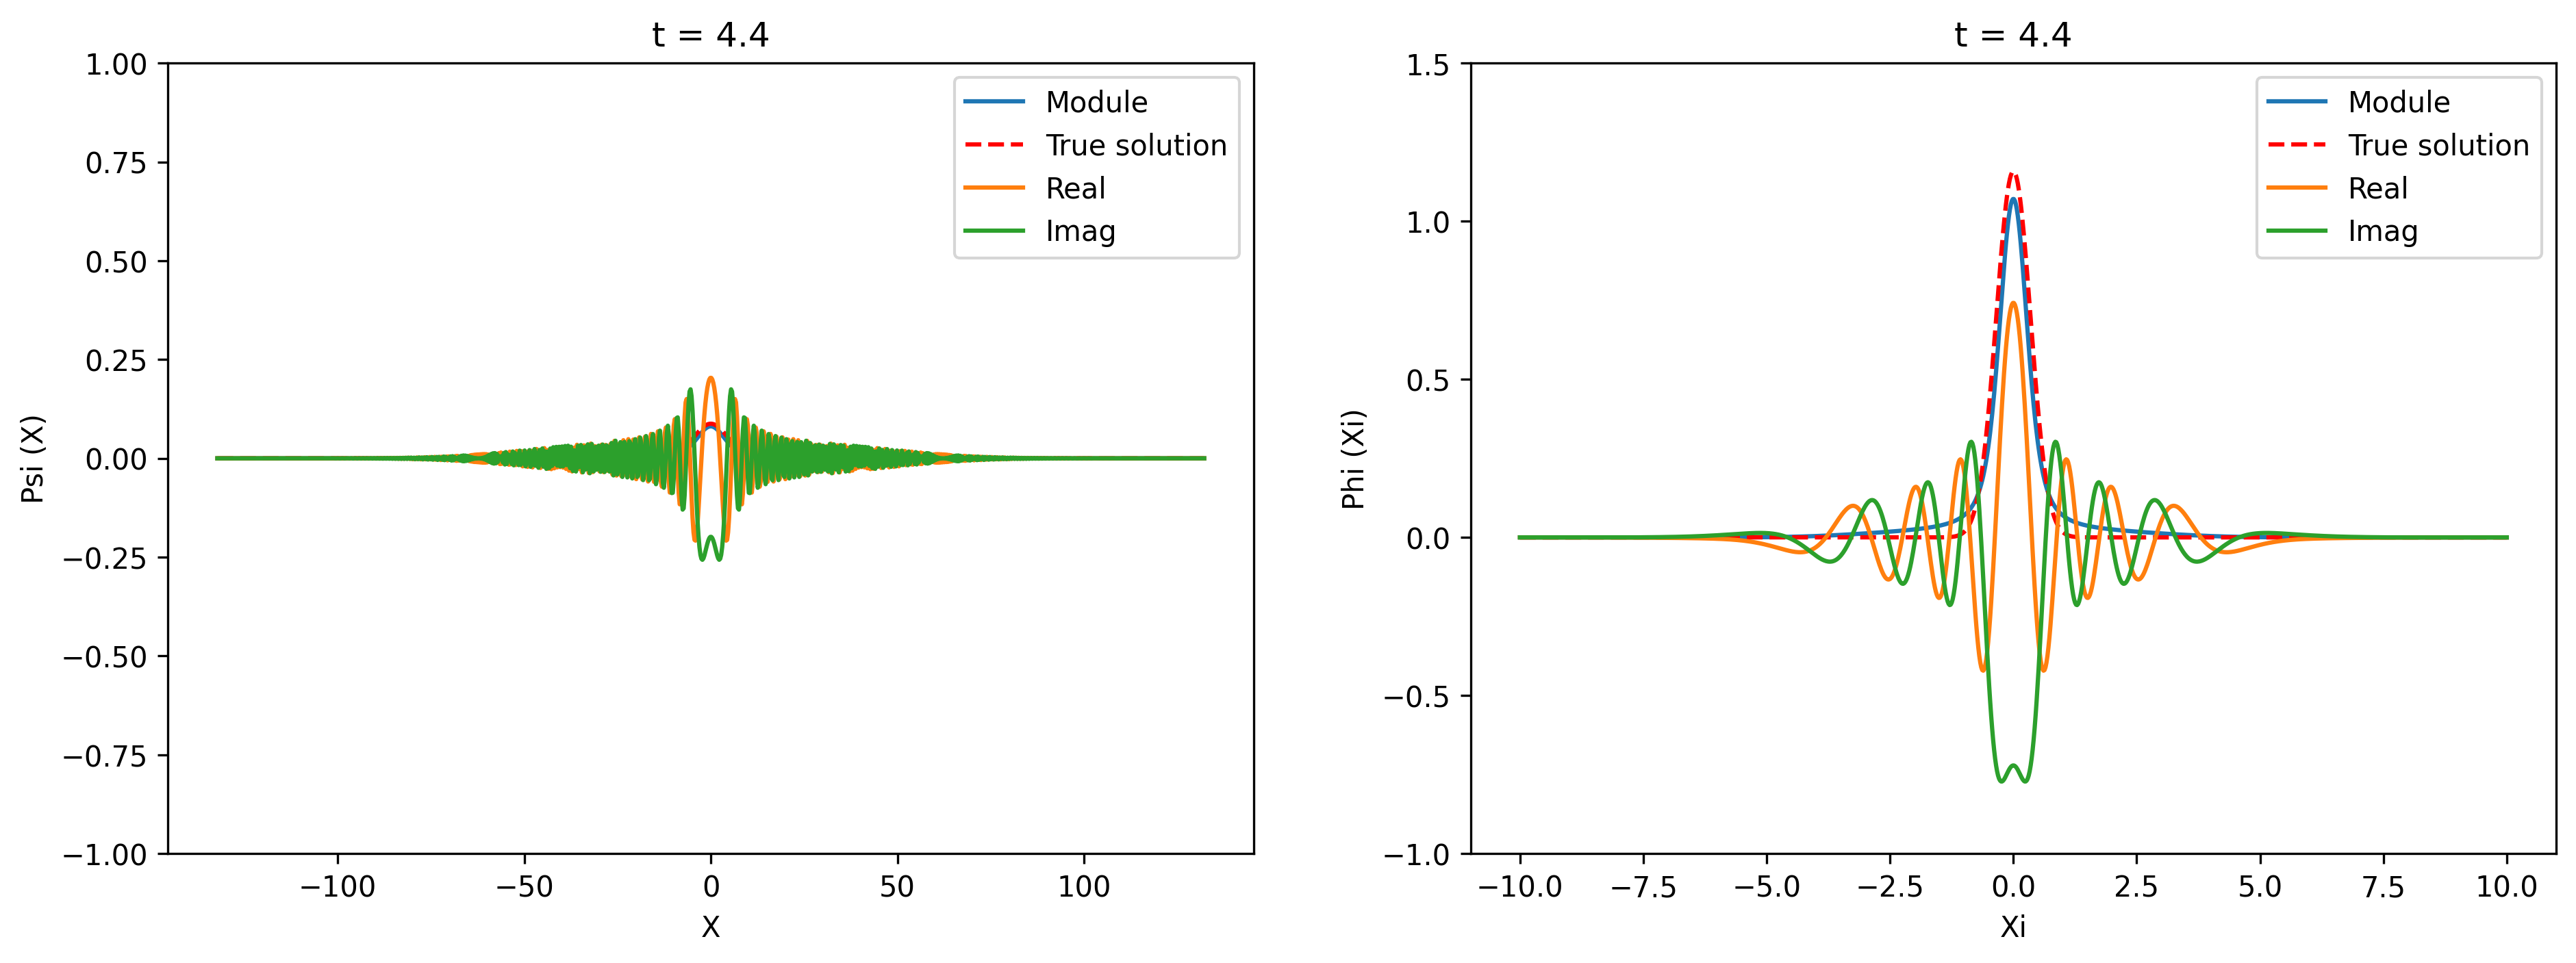 t = 4.4
1.00
0.75
0.50
0.25
0.00
−0.25
−0.50
−0.75
−1.00
Psi (X)
Module
True solution
Real
Imag
−100
−50
0
50
100
X
t = 4.4
1.5
1.0
0.5
0.0
−0.5
−1.0
Phi (Xi)
Module
True solution
Real
Imag
−10.0
−7.5
−5.0
−2.5
0.0
2.5
5.0
7.5
10.0
Xi